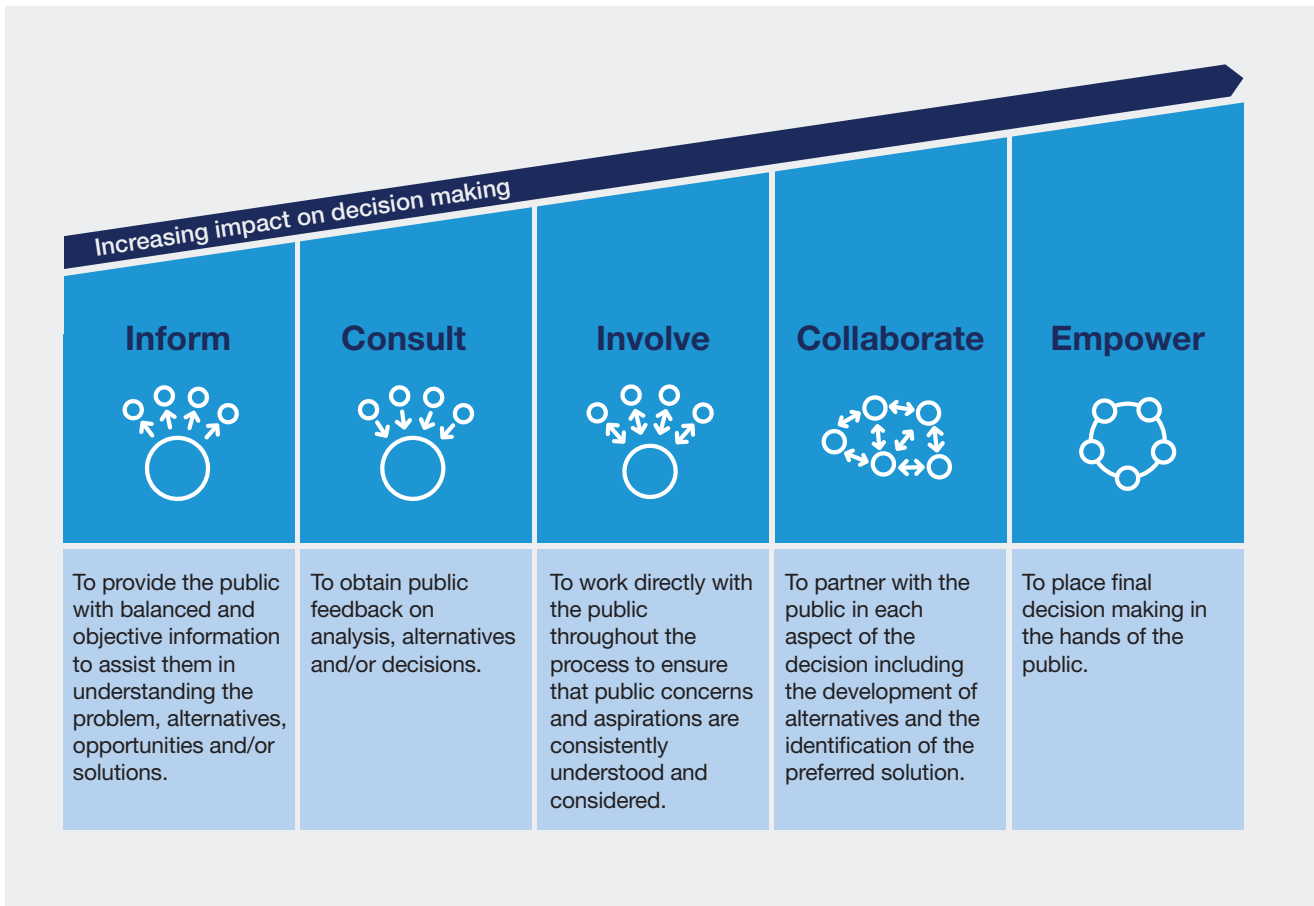 Increasing impact on decision making
Inform
Consult
Involve
Collaborate
Empower
To provide the public
with balanced and
objective information
to assist them in
understanding the
problem, alternatives,
opportunities and/or
solutions.
To obtain public
feedback on
analysis, alternatives
and/or decisions.
To work directly with
the public
throughout the
process to ensure
that public concerns
and aspirations are
consistently
understood and
considered.
To partner with the
public in each
aspect of the
decision including
the development of
alternatives and the
identification of the
preferred solution.
To place final
decision making in
the hands of the
public.